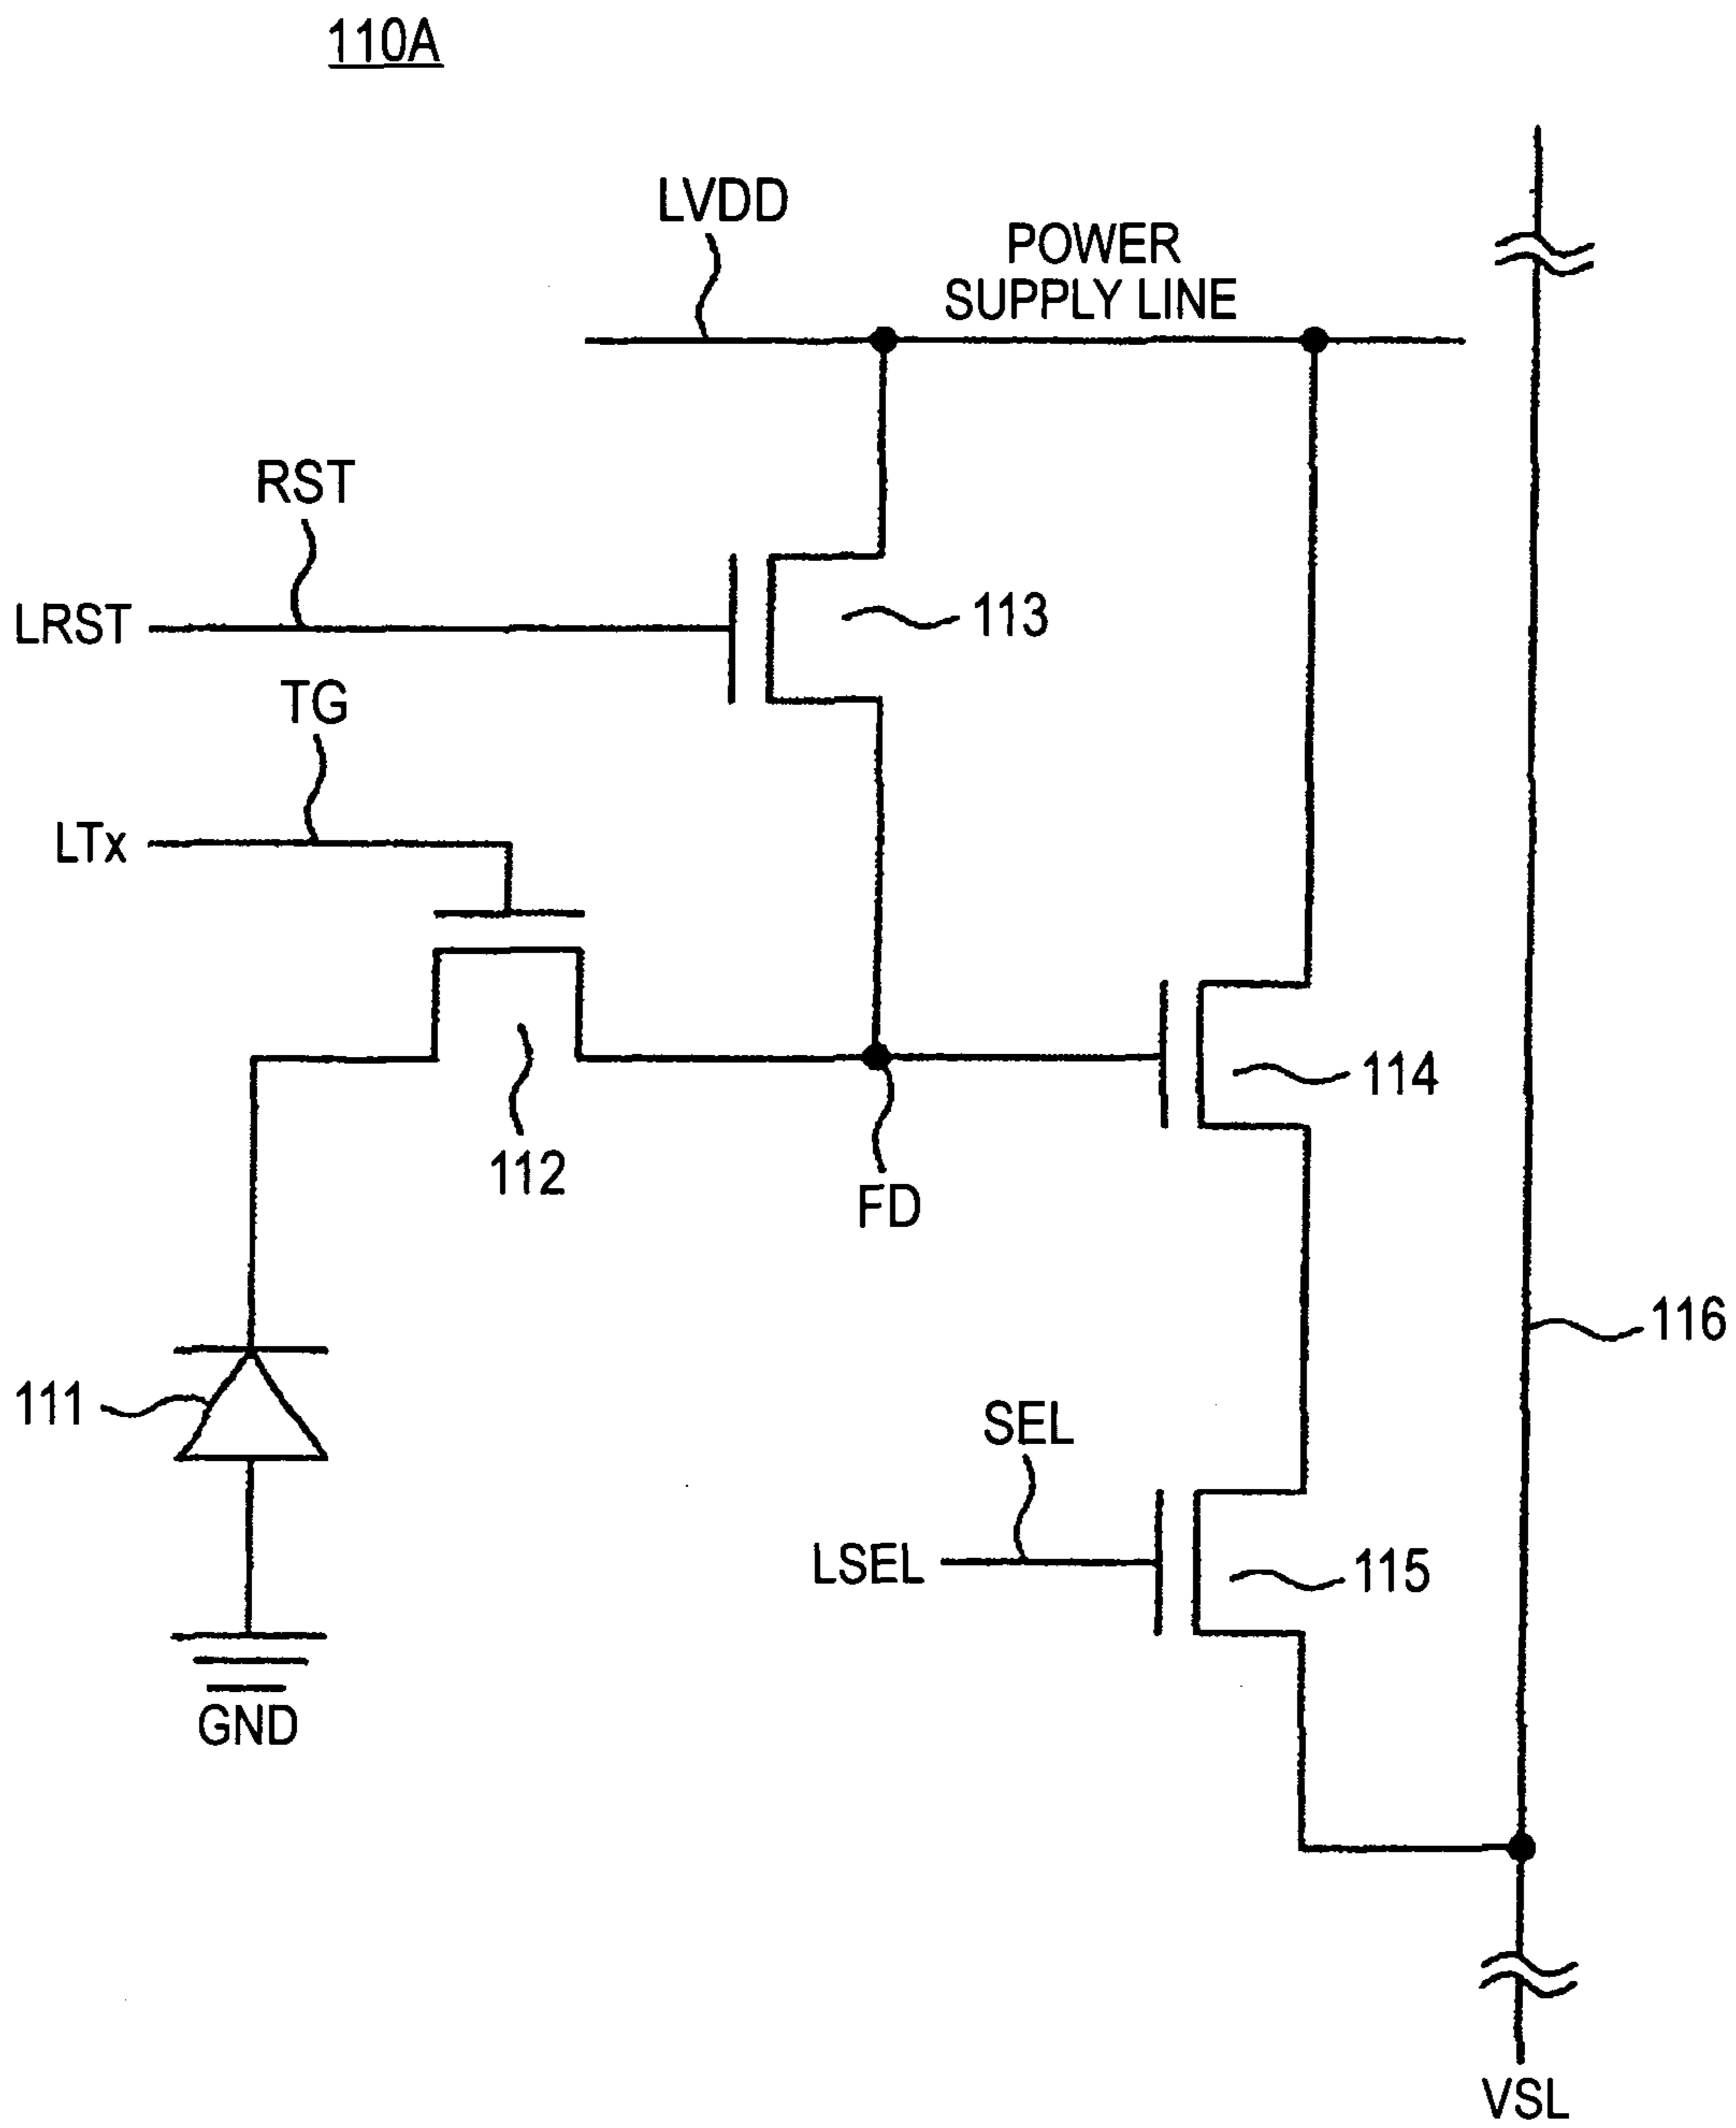 110A
LVDD
POWER
SUPPLY LINE
RST
LRST
113
TG
LTx
114
112
FD
116
111
SEL
LSEL
115
GND
VSL